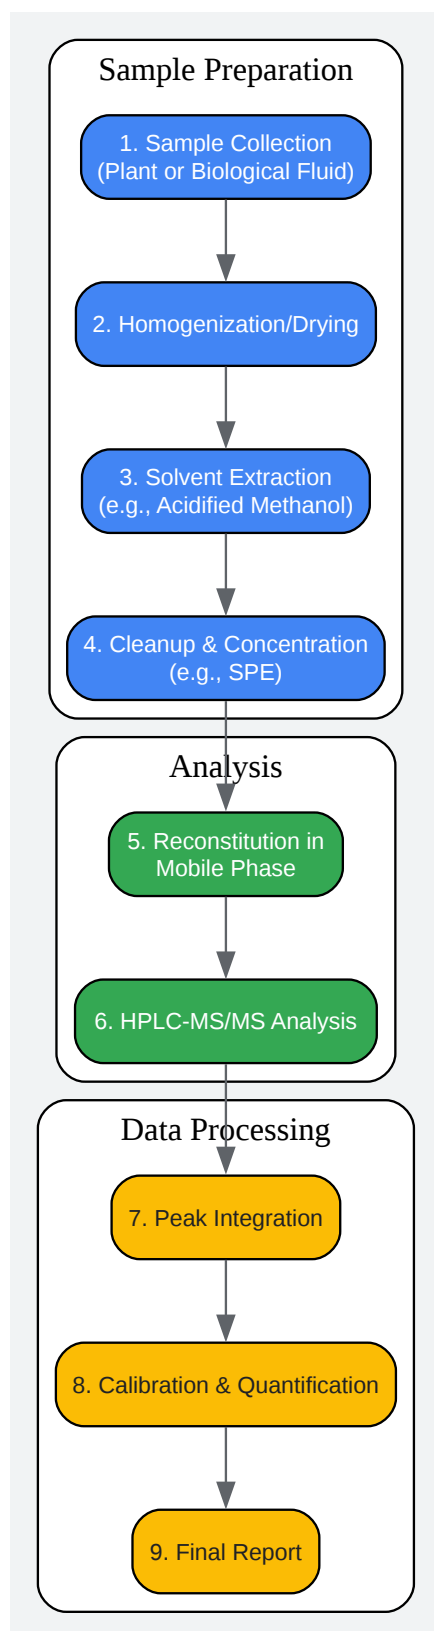 Sample Preparation
1. Sample Collection
(Plant or Biological Fluid)
2. Homogenization/Drying
3. Solvent Extraction
(e.g., Acidified Methanol)
4. Cleanup & Concentration
(e.g., SPE)
Analysis
5. Reconstitution in
Mobile Phase
6. HPLC-MS/MS Analysis
Data Processing
7. Peak Integration
8. Calibration & Quantification
9. Final Report